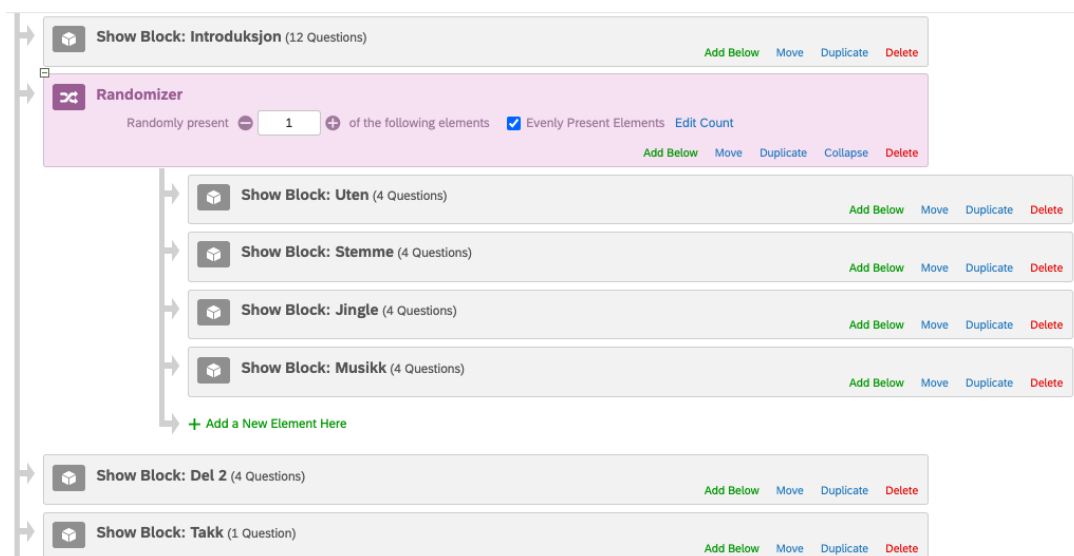 Show Block: Introduksjon (12 Questions)
Add Below Move Duplicate Delete
Randomizer
Randomly present 1 of the following elements Evenly Present Elements Edit Count
Add Below Move Duplicate Collapse Delete
Show Block: Uten (4 Questions)
Add Below Move Duplicate Delete
Show Block: Stemme (4 Questions)
Add Below Move Duplicate Delete
Show Block: Jingle (4 Questions)
Add Below Move Duplicate Delete
Show Block: Musikk (4 Questions)
Add Below Move Duplicate Delete
+ Add a New Element Here
Show Block: Del 2 (4 Questions)
Add Below Move Duplicate Delete
Show Block: Takk (1 Question)
Add Below Move Duplicate Delete